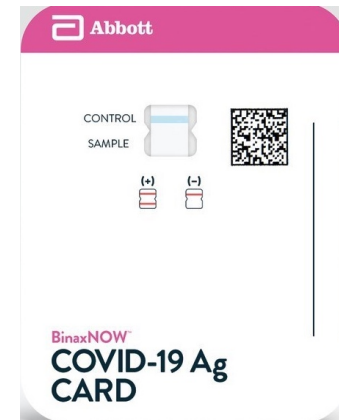 Abbott
CONTROL
SAMPLE
(+) (-)
BinaxNOW™
COVID-19 Ag
CARD